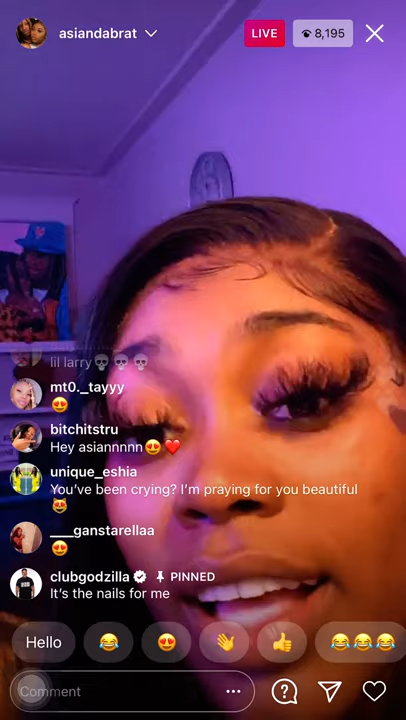 asiandabrat
LIVE
8,195
lil larry💀💀💀
mt0._tayyy
😍
bitchitstru
Hey asiannnnn😍❤️
unique_eshia
You've been crying? I'm praying for you beautiful
😻
___ganstarellaa
😍
clubgodzilla PINNED
It's the nails for me
Hello 😂 😍 👋 👍 😂😂😂
Comment